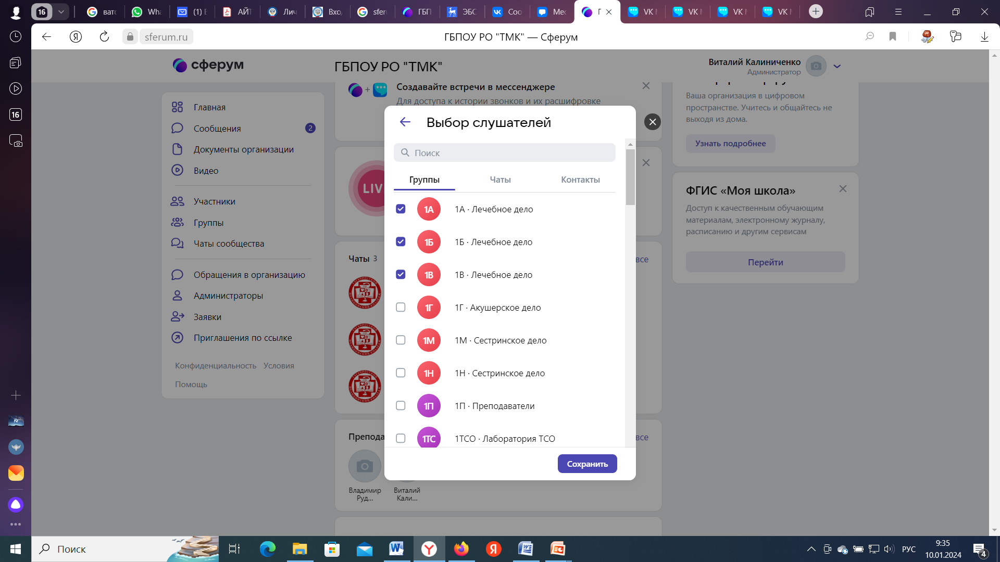 16
ватс
Wha
(1) Е
АЙТ
Лич
Вхо,
sfer
ГБП
ЭБС
Соо
Мес
Г
VK
VK
VK
VK
sferum.ru
ГБПОУ РО "ТМК" — Сферум
16
сферум
ГБПОУ РО "ТМК"
Виталий Калиниченко
Администратор
Главная
Сообщения
2
Документы организации
Видео
Участники
Группы
Чаты сообщества
Обращения в организацию
Администраторы
Заявки
Приглашения по ссылке
Конфиденциальность Условия
Помощь
Создавайте встречи в мессенджере
Для доступа к истории звонков и их расшифровке
LIV
Чаты 3
все
Препода
все
Владимир
Руд...
Виталий
Кали...
Выбор слушателей
Поиск
Группы
Чаты
Контакты
1А
1А · Лечебное дело
1Б
1Б · Лечебное дело
1В
1В · Лечебное дело
1Г
1Г · Акушерское дело
1М
1М · Сестринское дело
1Н
1Н · Сестринское дело
1П
1П · Преподаватели
1ТС
1ТСО · Лаборатория ТСО
Сохранить
Ваша организация в цифровом
пространстве. Учитесь и общайтесь не
выходя из дома.
Узнать подробнее
ФГИС «Моя школа»
Доступ к качественным обучающим
материалам, электронному журналу,
расписанию и другим сервисам
Перейти
Поиск
РУС
9:35
10.01.2024
4